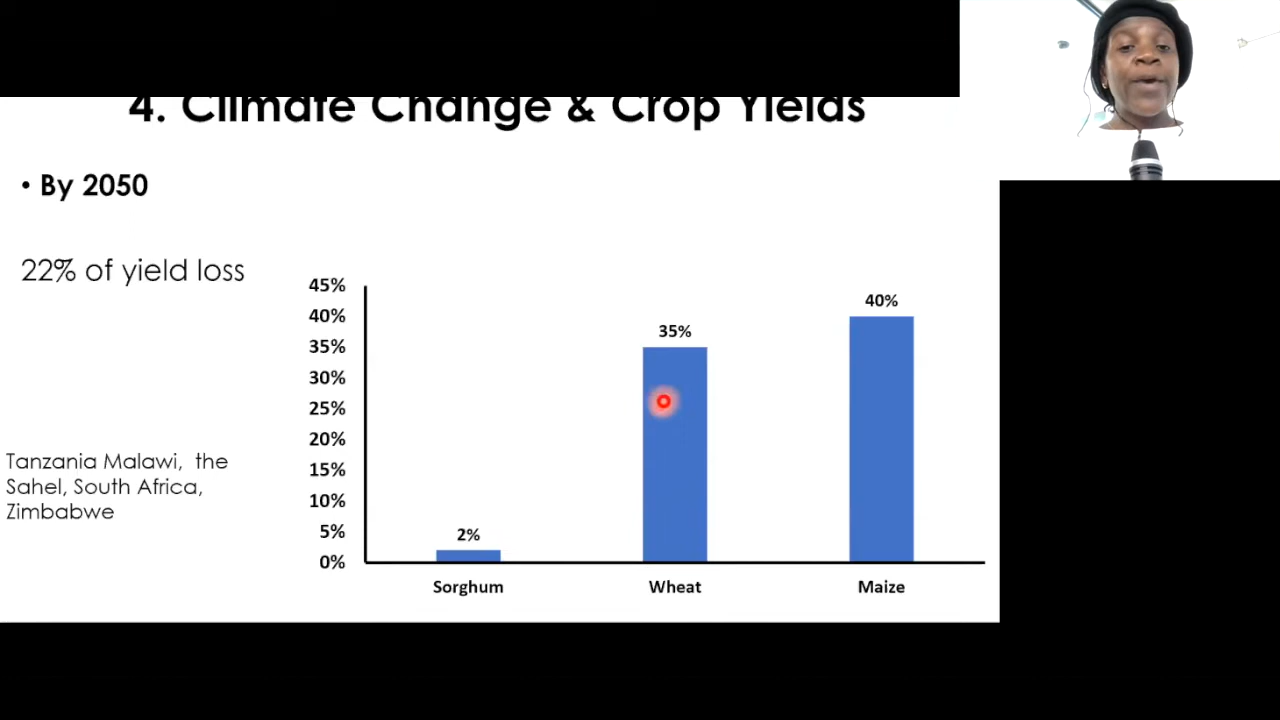 4. Climate Change & Crop Yields
• By 2050
22% of yield loss
Tanzania Malawi, the
Sahel, South Africa,
Zimbabwe
45%
40%
35%
30%
25%
20%
15%
10%
5%
0%
2%
35%
40%
Sorghum
Wheat
Maize